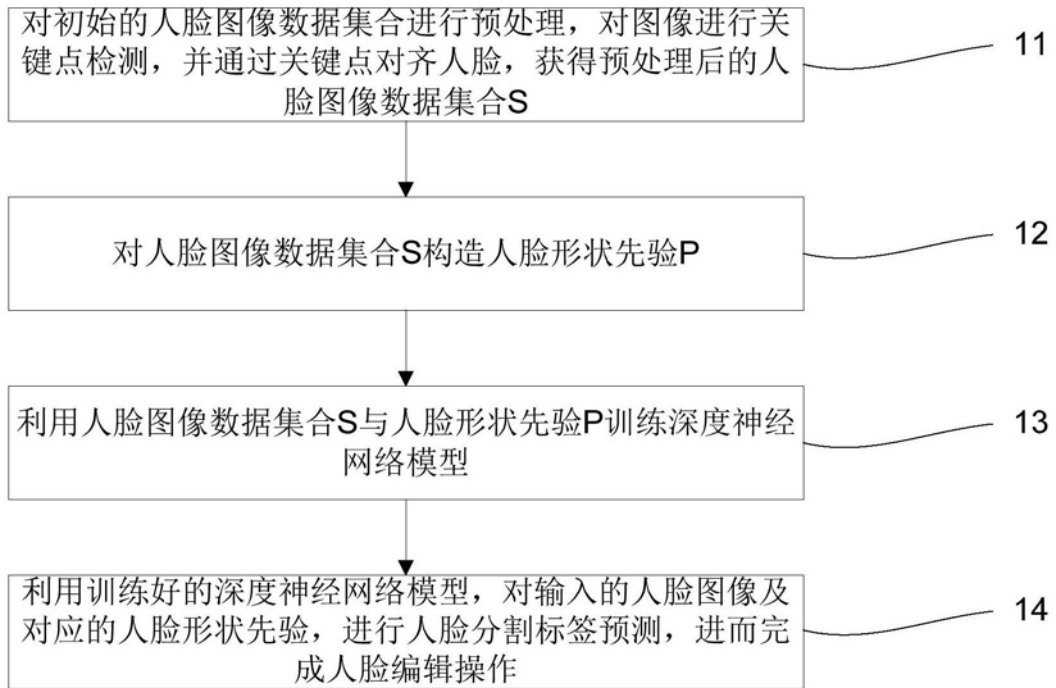 对初始的人脸图像数据集合进行预处理，对图像进行关
键点检测，并通过关键点对齐人脸，获得预处理后的人
脸图像数据集合S
11
对人脸图像数据集合S构造人脸形状先验P
12
利用人脸图像数据集合S与人脸形状先验P训练深度神经
网络模型
13
利用训练好的深度神经网络模型，对输入的人脸图像及
对应的人脸形状先验，进行人脸分割标签预测，进而完
成人脸编辑操作
14